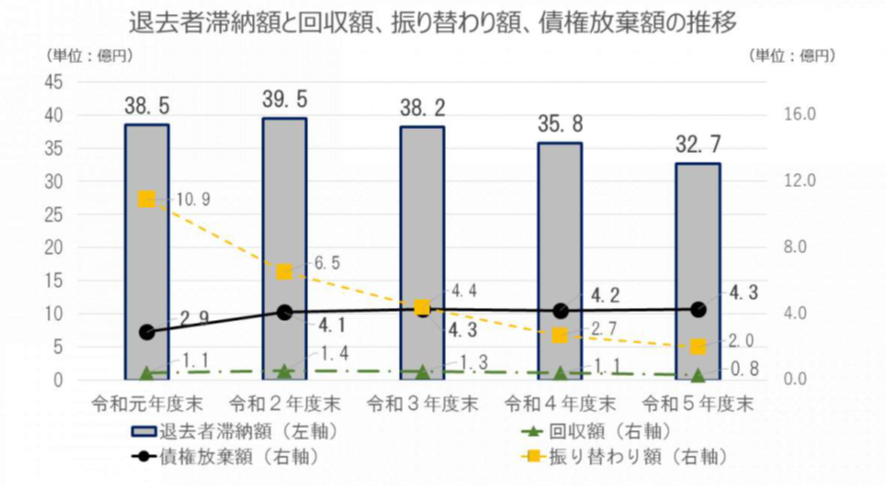 退去者滞納額と回収額、振り替わり額、債権放棄額の推移
（単位：億円） （単位：億円）
45
40 16.0
35
30 12.0
25
20 8.0
15
10 4.0
5
0 0.0
38.5 39.5 38.2 35.8 32.7
10.9 6.5 4.4 2.7 2.0
2.9 4.1 4.3 4.2 4.3
1.1 1.4 1.3 1.1 0.8
令和元年度末 令和２年度末 令和３年度末 令和４年度末 令和５年度末
退去者滞納額（左軸） 回収額（右軸）
債権放棄額（右軸） 振り替わり額（右軸）